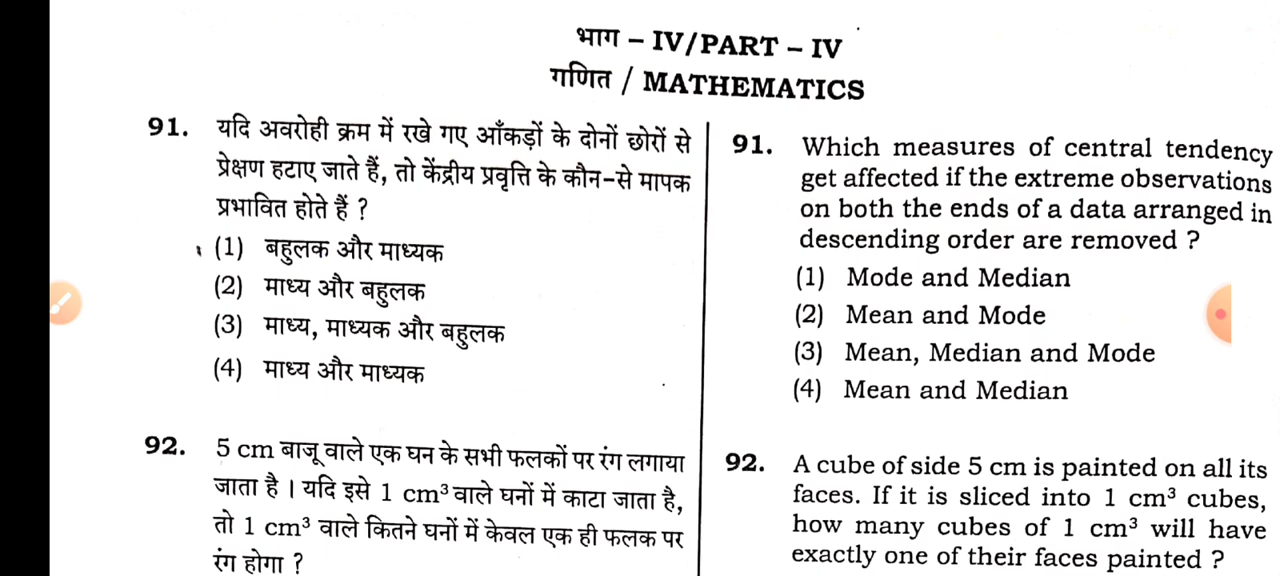 भाग – IV/PART – IV
गणित / MATHEMATICS
91. यदि अवरोही क्रम में रखे गए आँकड़ों के दोनों छोरों से
प्रेक्षण हटाए जाते हैं, तो केंद्रीय प्रवृत्ति के कौन-से मापक
प्रभावित होते हैं ?
(1) बहुलक और माध्यक
(2) माध्य और बहुलक
(3) माध्य, माध्यक और बहुलक
(4) माध्य और माध्यक
92. 5 cm बाजू वाले एक घन के सभी फलकों पर रंग लगाया
जाता है । यदि इसे 1 cm³ वाले घनों में काटा जाता है,
तो 1 cm³ वाले कितने घनों में केवल एक ही फलक पर
रंग होगा ?
91. Which measures of central tendency
get affected if the extreme observations
on both the ends of a data arranged in
descending order are removed ?
(1) Mode and Median
(2) Mean and Mode
(3) Mean, Median and Mode
(4) Mean and Median
92. A cube of side 5 cm is painted on all its
faces. If it is sliced into 1 cm³ cubes,
how many cubes of 1 cm³ will have
exactly one of their faces painted ?